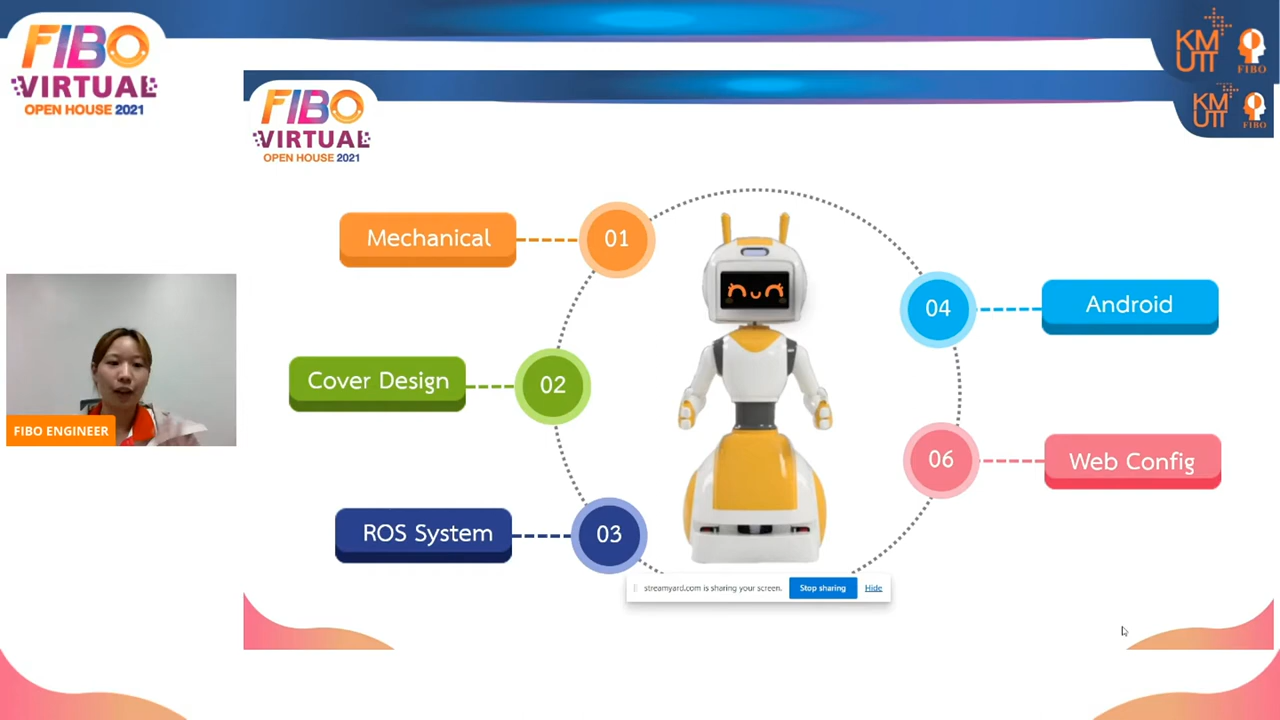 FIBO
VIRTUAL
OPEN HOUSE 2021
KM
UTT
FIBO
FIBO
VIRTUAL
OPEN HOUSE 2021
KM
UTT
FIBO
Mechanical
01
04
Android
Cover Design
02
06
Web Config
ROS System
03
FIBO ENGINEER
streamyard.com is sharing your screen.
Stop sharing
Hide